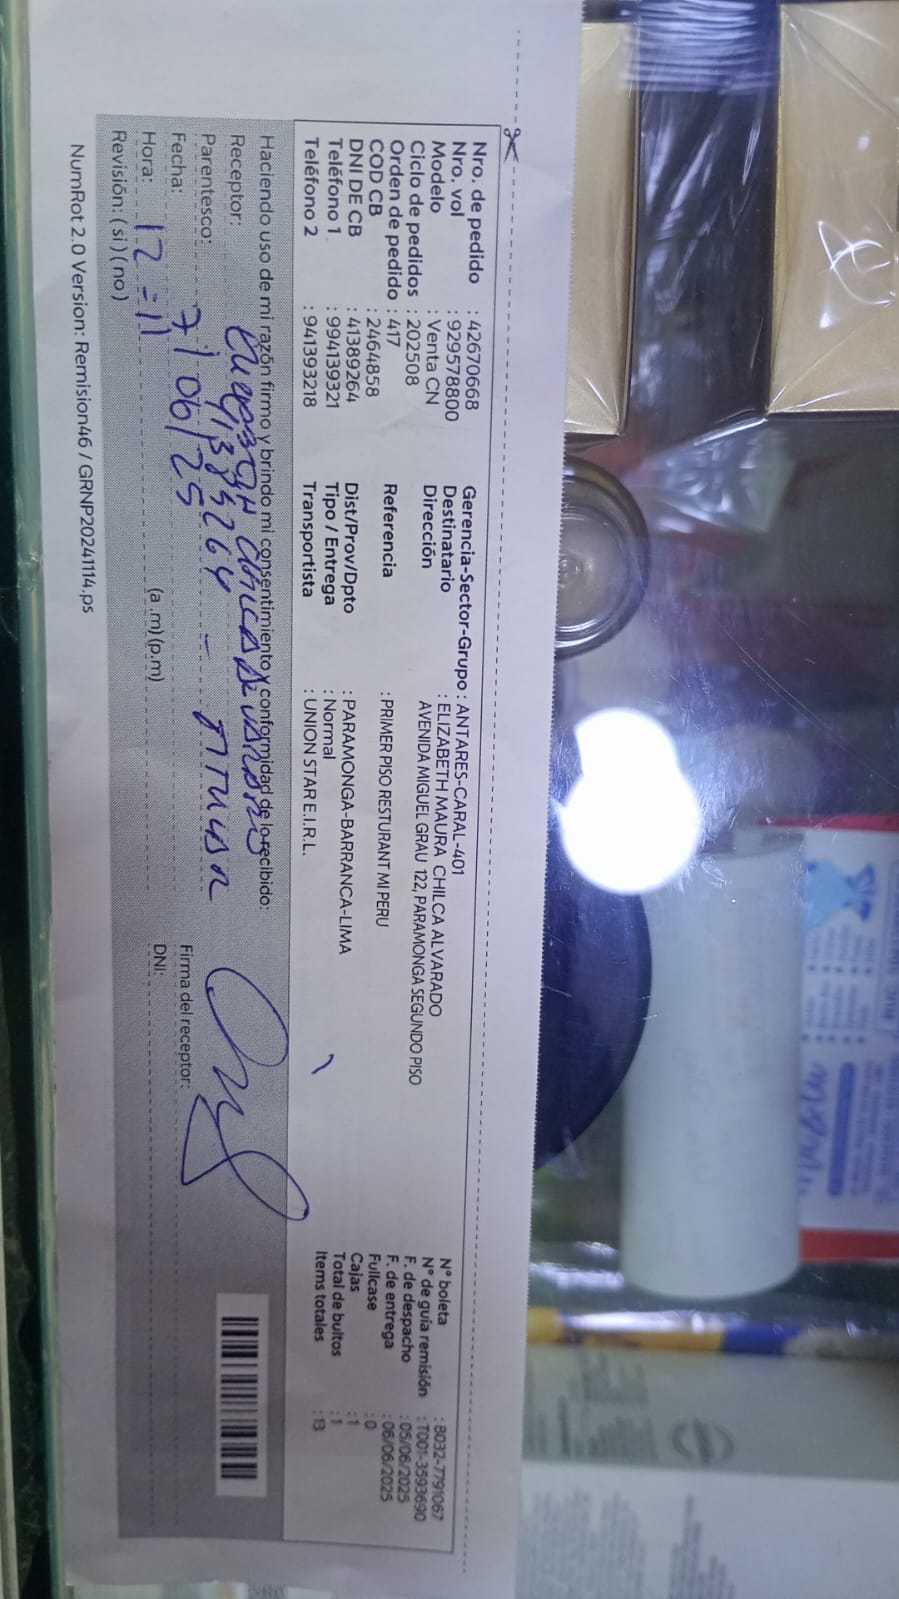 Nro. de pedido : 42670668
Nro. vol : 929578800
Modelo : Venta CN
Ciclo de pedidos : 202508
Orden de pedido : 417
COD CB : 2464858
DNI DE CB : 41389264
Teléfono 1 : 994139321
Teléfono 2 : 941393218
Gerencia-Sector-Grupo : ANTARES-CARAL-401
Destinatario : ELIZABETH MAURA CHILCA ALVARADO
Dirección AVENIDA MIGUEL GRAU 122, PARAMONGA SEGUNDO PISO
Referencia : PRIMER PISO RESTURANT MI PERU
Dist/Prov/Dpto : PARAMONGA-BARRANCA-LIMA
Tipo / Entrega : Normal
Transportista : UNION STAR E.I.R.L.
N° boleta : B032-7791067
N° de guía remisión : T001-3593690
F. de despacho : 05/06/2025
F. de entrega : 06/06/2025
Fullcase : 0
Cajas : 1
Total de bultos : 1
Items totales : 13
Haciendo uso de mi razón firmo y brindo mi consentimiento y conformidad de lo recibido:
Receptor:
Parentesco: 41389264 -
Fecha: 7/06/25
Hora: 12=11 (a.m) (p.m)
Revisión: (si) (no)
Firma del receptor:
DNI:
NumRot 2.0 Version: Remision46 / GRNP20241114.ps